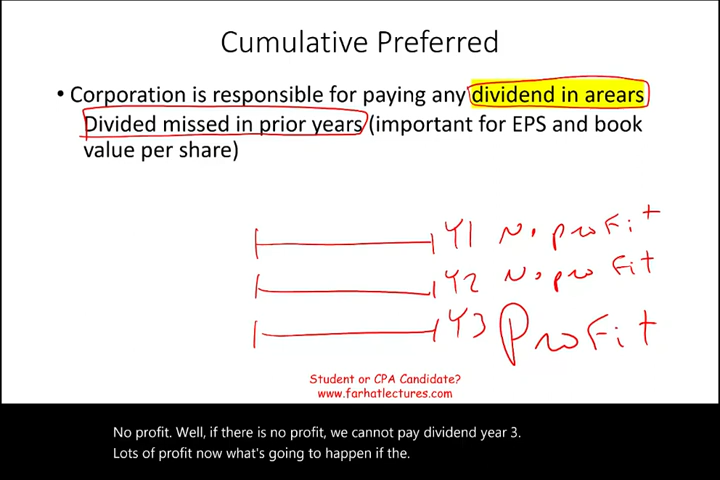 Cumulative Preferred
• Corporation is responsible for paying any dividend in arears
Divided missed in prior years (important for EPS and book
value per share)
Y1 No profit
Y2 No profit
Y3 Profit
Student or CPA Candidate?
www.farhatlectures.com
No profit. Well, if there is no profit, we cannot pay dividend year 3.
Lots of profit now what's going to happen if the.